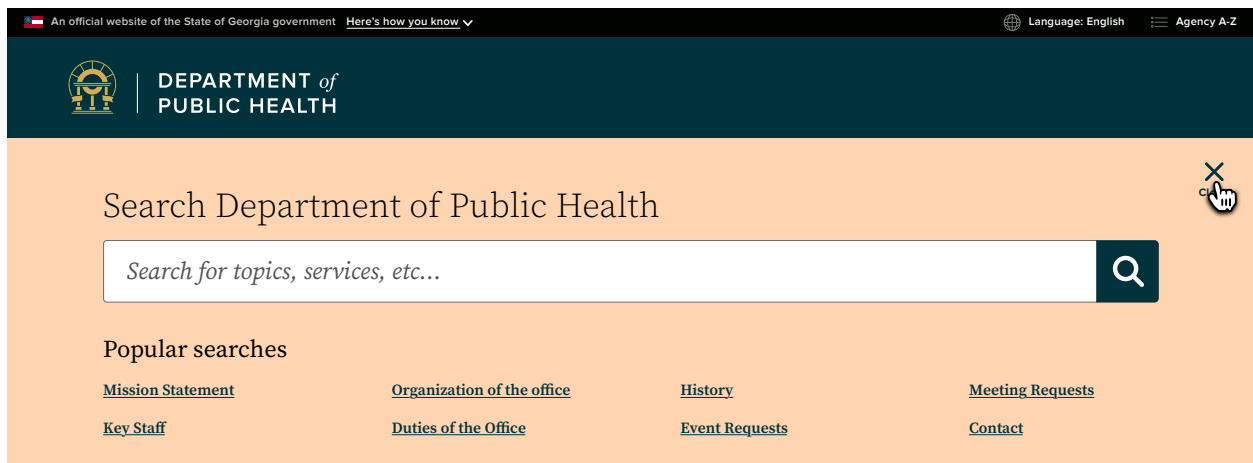 An official website of the State of Georgia government Here's how you know
Language: English Agency A-Z
DEPARTMENT of
PUBLIC HEALTH
Search Department of Public Health
Search for topics, services, etc...
Popular searches
Mission Statement Organization of the office History Meeting Requests
Key Staff Duties of the Office Event Requests Contact